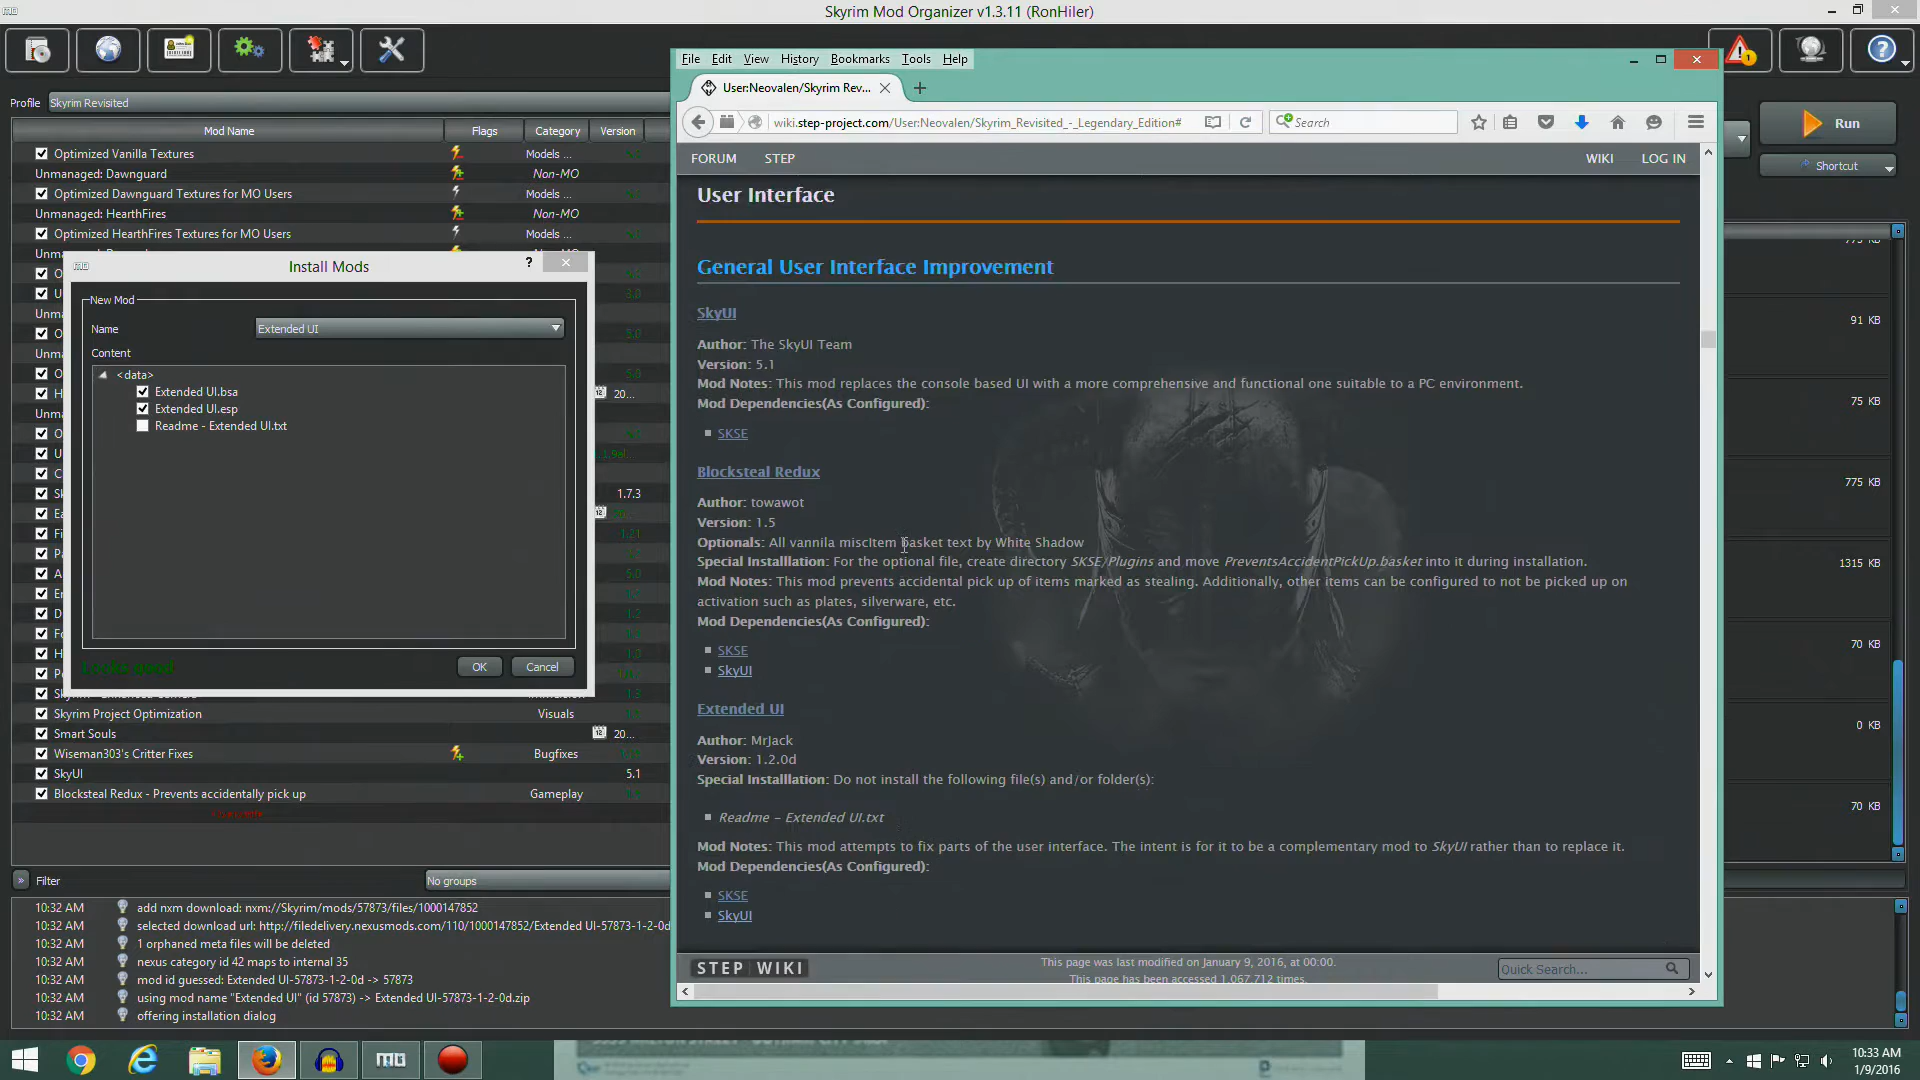 Skyrim Mod Organizer v1.3.11 (RonHiler)
Profile Skyrim Revisited
Mod Name Flags Category Version
Optimized Vanilla Textures Models ...
Unmanaged: Dawnguard Non-MO
Optimized Dawnguard Textures for MO Users Models ...
Unmanaged: HearthFires Non-MO
Optimized HearthFires Textures for MO Users Models ...
Install Mods ?
New Mod
Name Extended UI
Content
<data>
Extended UI.bsa
Extended UI.esp
Readme - Extended UI.txt
OK Cancel
20...
1.7.3
Skyrim Project Optimization Visuals
Smart Souls 20...
Wiseman303's Critter Fixes Bugfixes
SkyUI 5.1
Blocksteal Redux - Prevents accidentally pick up Gameplay
Filter No groups
10:32 AM add nxm download: nxm://Skyrim/mods/57873/files/1000147852
10:32 AM selected download url: http://filedelivery.nexusmods.com/110/1000147852/Extended UI-57873-1-2-0d
10:32 AM 1 orphaned meta files will be deleted
10:32 AM nexus category id 42 maps to internal 35
10:32 AM mod id guessed: Extended UI-57873-1-2-0d -> 57873
10:32 AM using mod name "Extended UI" (id 57873) -> Extended UI-57873-1-2-0d.zip
10:32 AM offering installation dialog
File Edit View History Bookmarks Tools Help
User:Neovalen/Skyrim Rev...
wiki.step-project.com/User:Neovalen/Skyrim_Revisited_-_Legendary_Edition#
Search
FORUM STEP WIKI LOG IN
User Interface
General User Interface Improvement
SkyUI
Author: The SkyUI Team
Version: 5.1
Mod Notes: This mod replaces the console based UI with a more comprehensive and functional one suitable to a PC environment.
Mod Dependencies(As Configured):
SKSE
Blocksteal Redux
Author: towawot
Version: 1.5
Optionals: All vannila miscItem basket text by White Shadow
Special Installlation: For the optional file, create directory SKSE/Plugins and move PreventsAccidentPickUp.basket into it during installation.
Mod Notes: This mod prevents accidental pick up of items marked as stealing. Additionally, other items can be configured to not be picked up on
activation such as plates, silverware, etc.
Mod Dependencies(As Configured):
SKSE
SkyUI
Extended UI
Author: MrJack
Version: 1.2.0d
Special Installlation: Do not install the following file(s) and/or folder(s):
Readme – Extended UI.txt
Mod Notes: This mod attempts to fix parts of the user interface. The intent is for it to be a complementary mod to SkyUI rather than to replace it.
Mod Dependencies(As Configured):
SKSE
SkyUI
STEP WIKI
This page was last modified on January 9, 2016, at 00:00.
This page has been accessed 1,067,712 times.
Quick Search...
Run
Shortcut
91 KB
75 KB
775 KB
1315 KB
70 KB
0 KB
70 KB
10:33 AM
1/9/2016